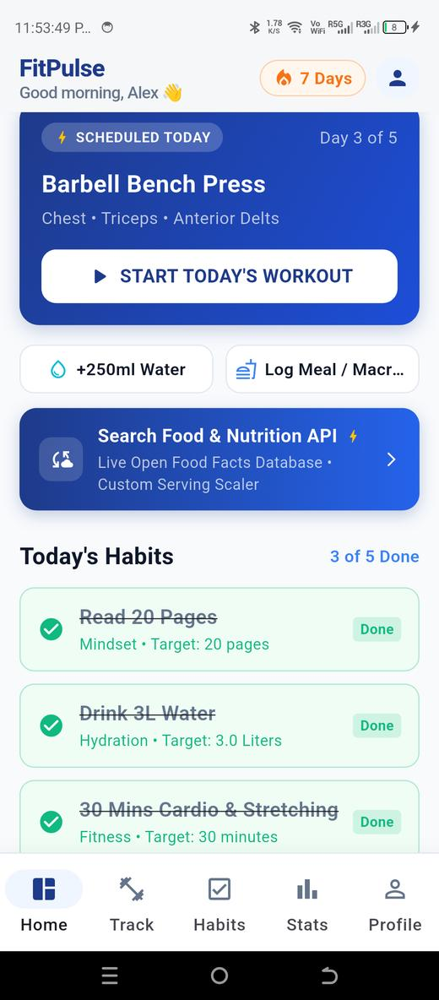 11:53:49 P...
1.78
K/S
Vo
WiFi
R5G
R3G
8
FitPulse
Good morning, Alex 👋
7 Days
SCHEDULED TODAY
Day 3 of 5
Barbell Bench Press
Chest • Triceps • Anterior Delts
START TODAY'S WORKOUT
+250ml Water
Log Meal / Macr...
Search Food & Nutrition API
Live Open Food Facts Database •
Custom Serving Scaler
Today's Habits
3 of 5 Done
Read 20 Pages
Mindset • Target: 20 pages
Done
Drink 3L Water
Hydration • Target: 3.0 Liters
Done
30 Mins Cardio & Stretching
Fitness • Target: 30 minutes
Done
Home
Track
Habits
Stats
Profile